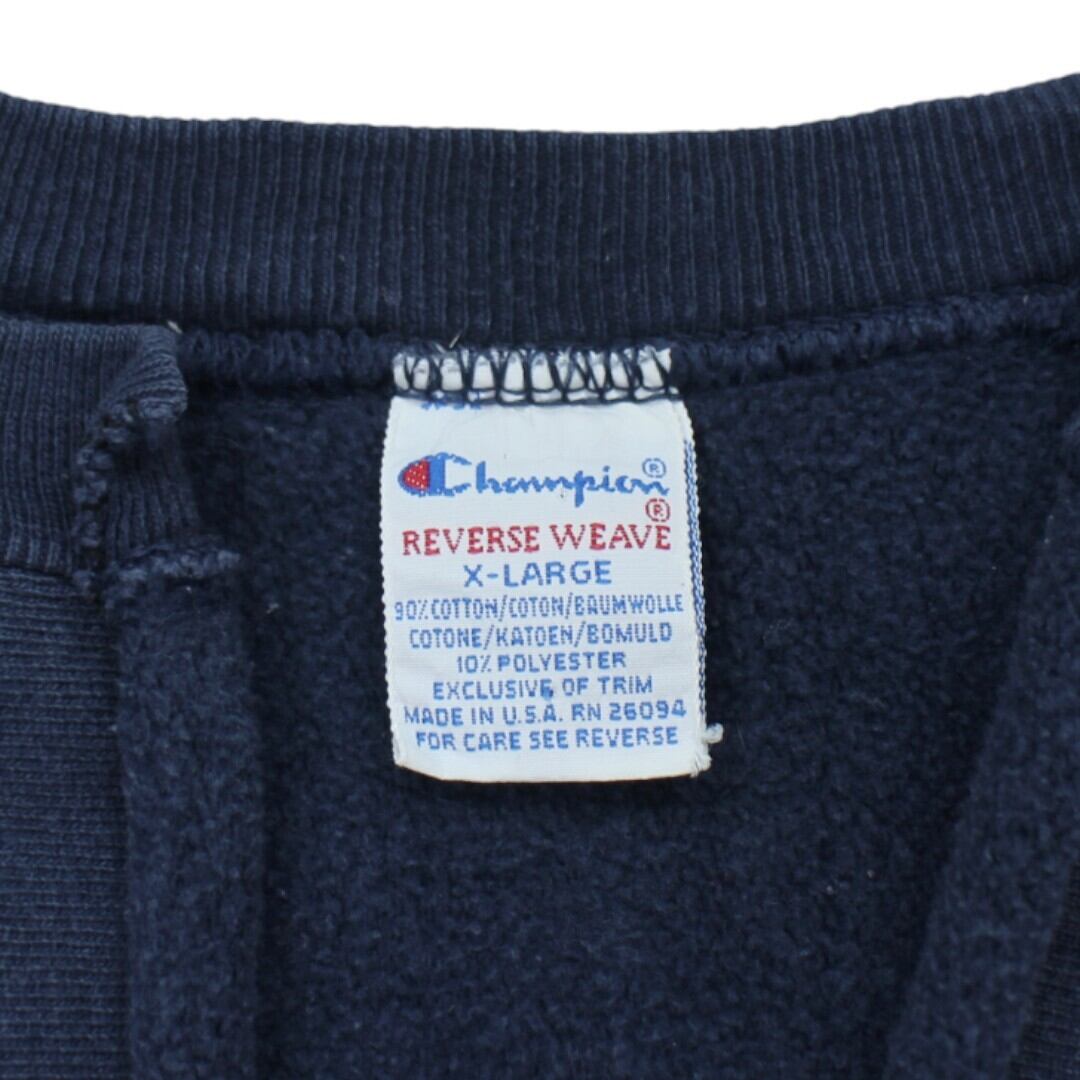 Champion®
REVERSE WEAVE®
X-LARGE
90% COTTON/COTON/BAUMWOLLE
COTONE/KATOEN/BOMULD
10% POLYESTER
EXCLUSIVE OF TRIM
MADE IN U.S.A. RN 26094
FOR CARE SEE REVERSE